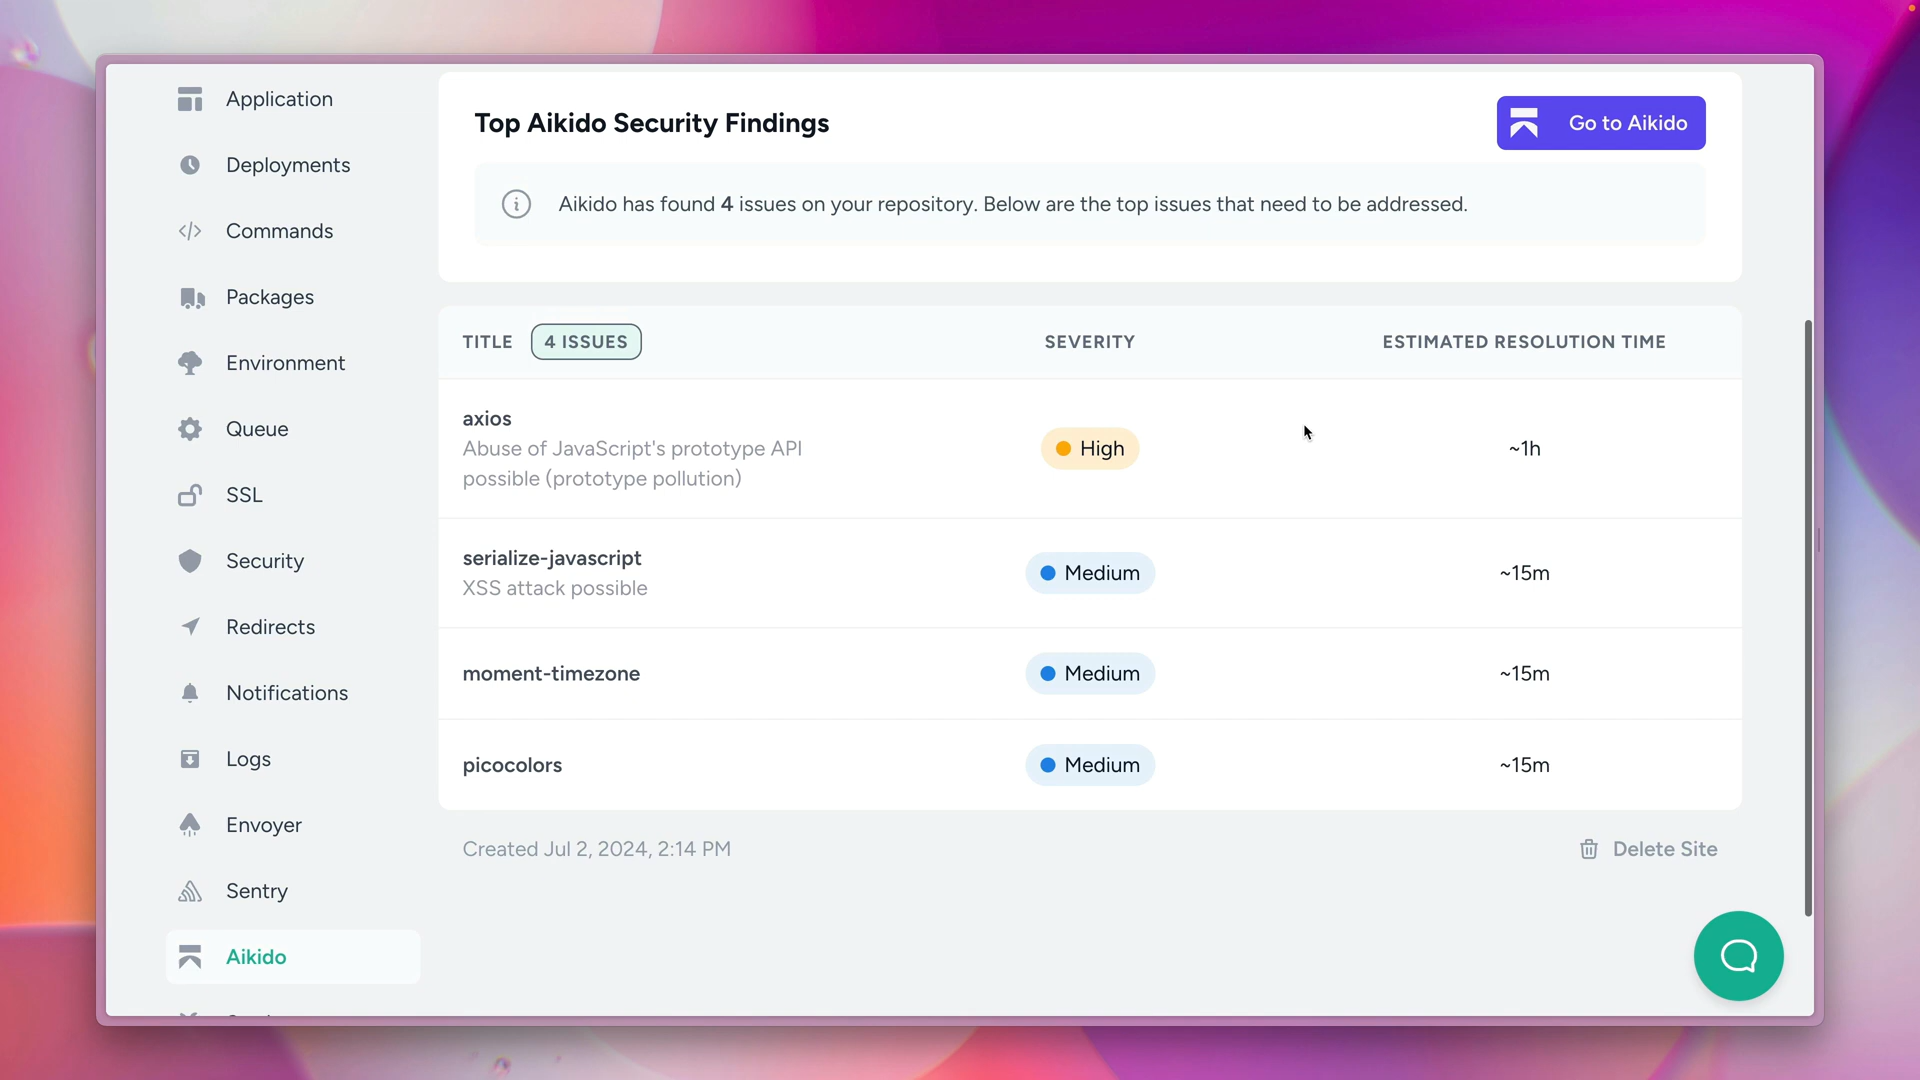 Application
Deployments
Commands
Packages
Environment
Queue
SSL
Security
Redirects
Notifications
Logs
Envoyer
Sentry
Aikido
Top Aikido Security Findings
Go to Aikido
Aikido has found 4 issues on your repository. Below are the top issues that need to be addressed.
TITLE 4 ISSUES SEVERITY ESTIMATED RESOLUTION TIME
axios
Abuse of JavaScript's prototype API
possible (prototype pollution)
High
~1h
serialize-javascript
XSS attack possible
Medium
~15m
moment-timezone
Medium
~15m
picocolors
Medium
~15m
Created Jul 2, 2024, 2:14 PM
Delete Site